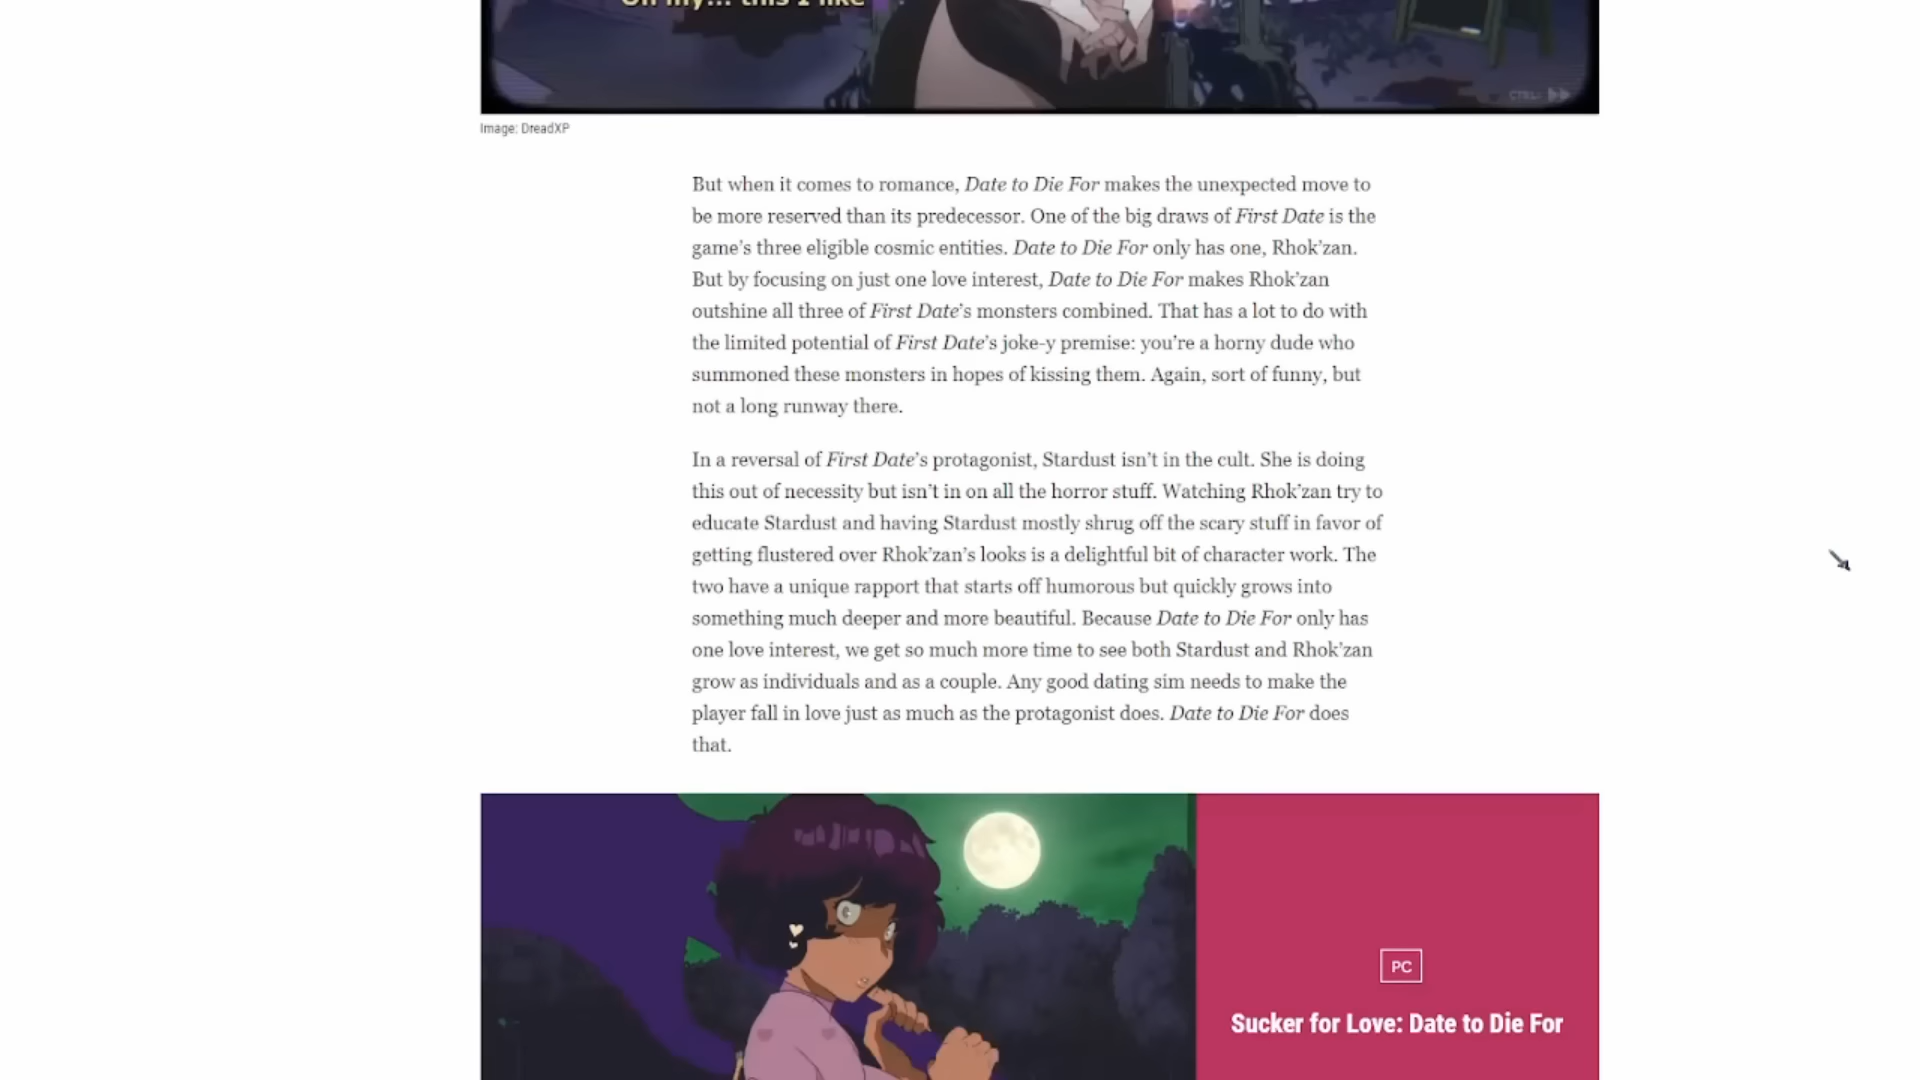 Oh my... this I like
CTRL:
Image: DreadXP
But when it comes to romance, Date to Die For makes the unexpected move to
be more reserved than its predecessor. One of the big draws of First Date is the
game’s three eligible cosmic entities. Date to Die For only has one, Rhok’zan.
But by focusing on just one love interest, Date to Die For makes Rhok’zan
outshine all three of First Date’s monsters combined. That has a lot to do with
the limited potential of First Date’s joke-y premise: you’re a horny dude who
summoned these monsters in hopes of kissing them. Again, sort of funny, but
not a long runway there.
In a reversal of First Date’s protagonist, Stardust isn’t in the cult. She is doing
this out of necessity but isn’t in on all the horror stuff. Watching Rhok’zan try to
educate Stardust and having Stardust mostly shrug off the scary stuff in favor of
getting flustered over Rhok’zan’s looks is a delightful bit of character work. The
two have a unique rapport that starts off humorous but quickly grows into
something much deeper and more beautiful. Because Date to Die For only has
one love interest, we get so much more time to see both Stardust and Rhok’zan
grow as individuals and as a couple. Any good dating sim needs to make the
player fall in love just as much as the protagonist does. Date to Die For does
that.
PC
Sucker for Love: Date to Die For